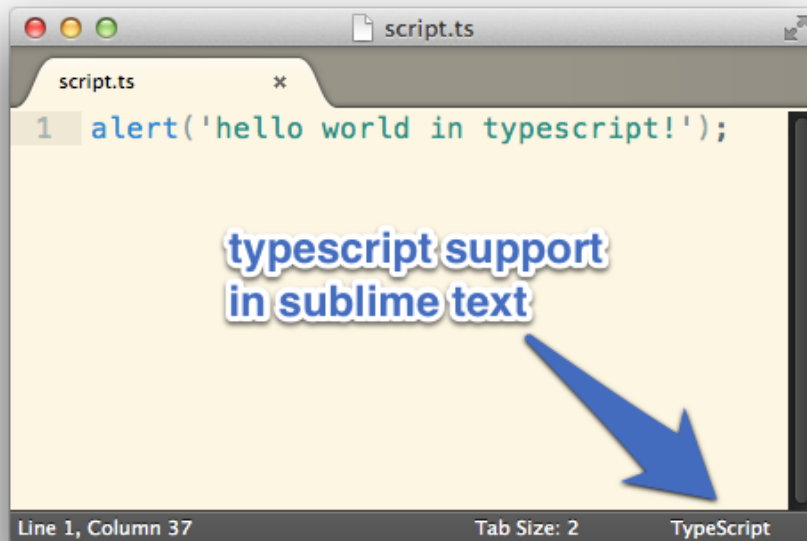 script.ts
script.ts ×
1 alert('hello world in typescript!');
typescript support
in sublime text
Line 1, Column 37 Tab Size: 2 TypeScript